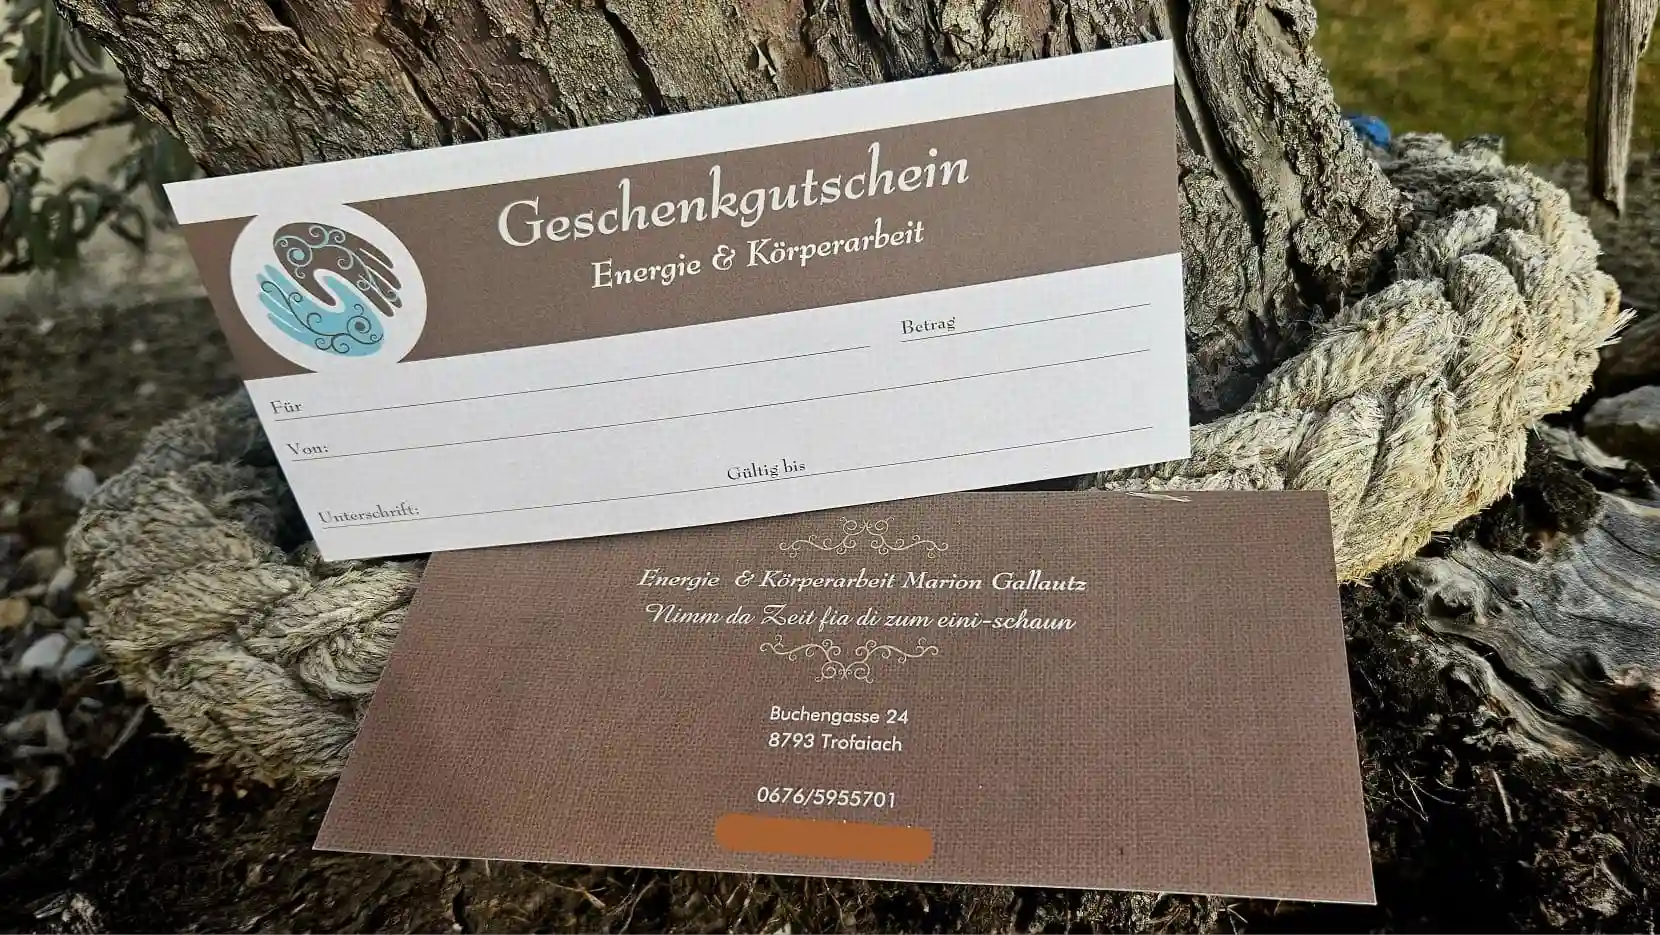 Geschenkgutschein
Energie & Körperarbeit
Für
Betrag
Von:
Unterschrift:
Gültig bis
Energie & Körperarbeit Marion Gallautz
Nimm da Zeit fia di zum eini-schaun
Buchengasse 24
8793 Trofaiach
0676/5955701